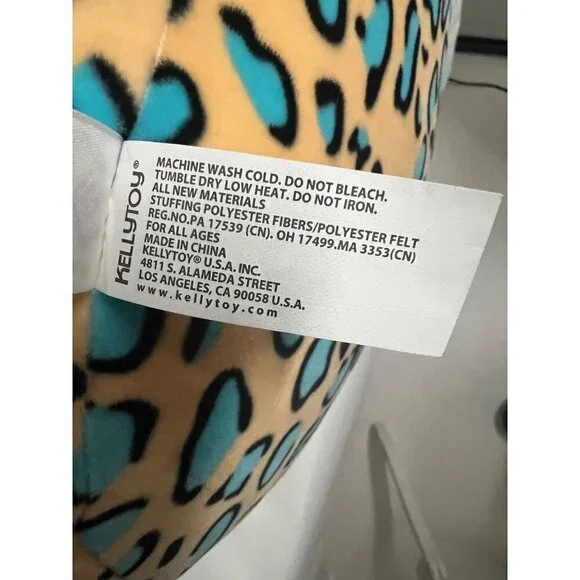 KELLYTOY®
MACHINE WASH COLD. DO NOT BLEACH.
TUMBLE DRY LOW HEAT. DO NOT IRON.
ALL NEW MATERIALS
STUFFING POLYESTER FIBERS/POLYESTER FELT
REG.NO.PA 17539 (CN). OH 17499.MA 3353(CN)
FOR ALL AGES
MADE IN CHINA
KELLYTOY® U.S.A. INC.
4811 S. ALAMEDA STREET
LOS ANGELES, CA 90058 U.S.A.
www.kellytoy.com